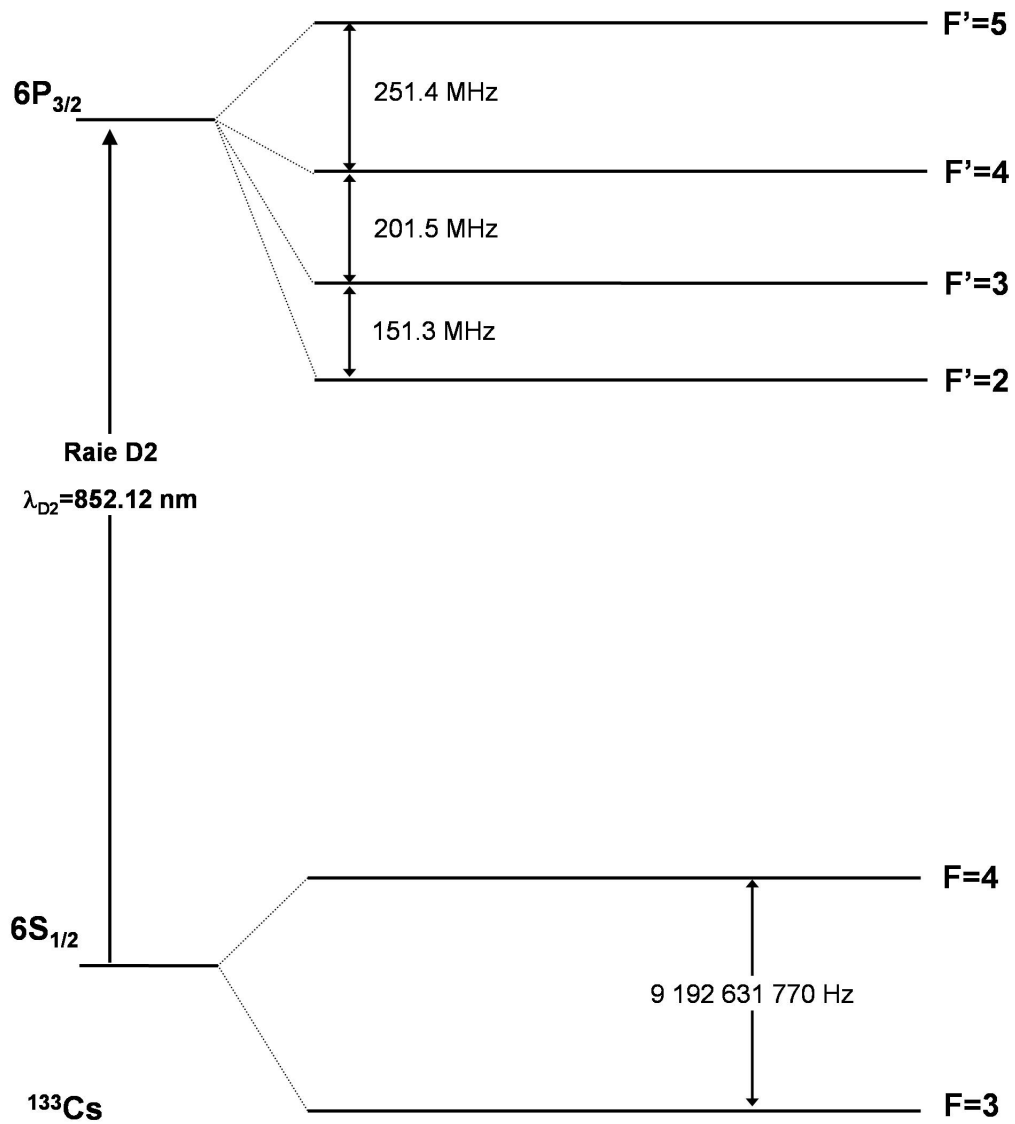 F’=5
6P3/2
251.4 MHz
F’=4
201.5 MHz
F’=3
151.3 MHz
F’=2
Raie D2
λD2=852.12 nm
F=4
6S1/2
9 192 631 770 Hz
133Cs
F=3